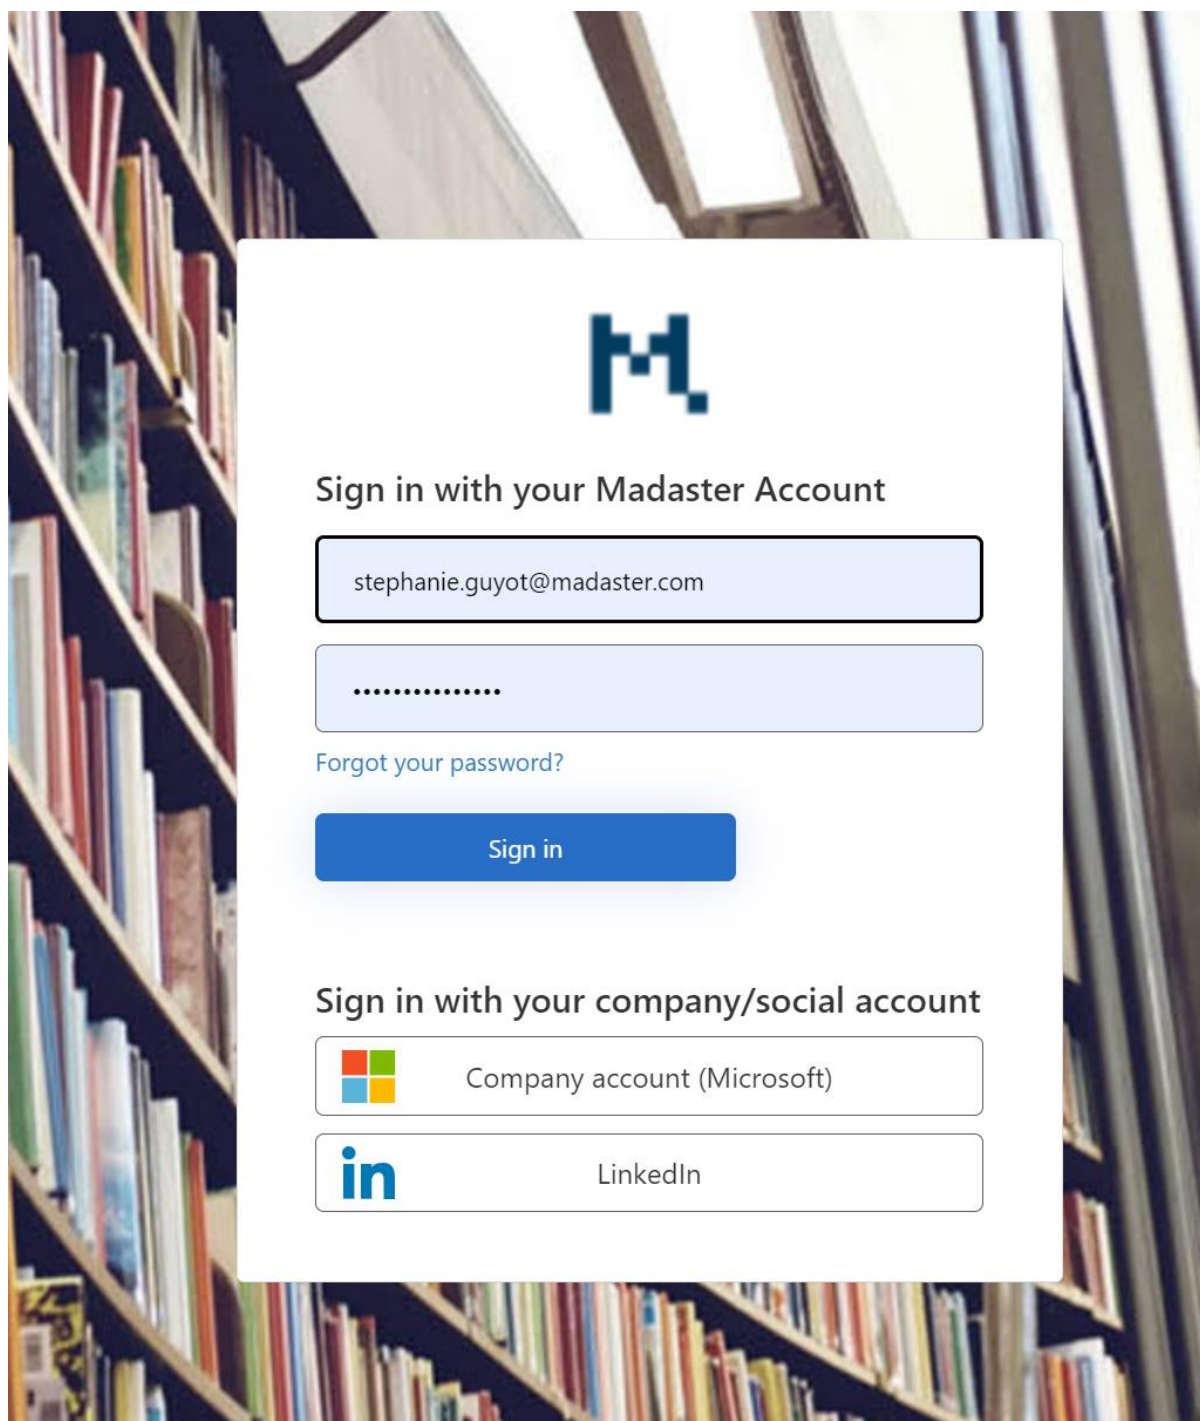 M.
Sign in with your Madaster Account
stephanie.guyot@madaster.com
•••••••••••••••
Forgot your password?
Sign in
Sign in with your company/social account
Company account (Microsoft)
in
LinkedIn